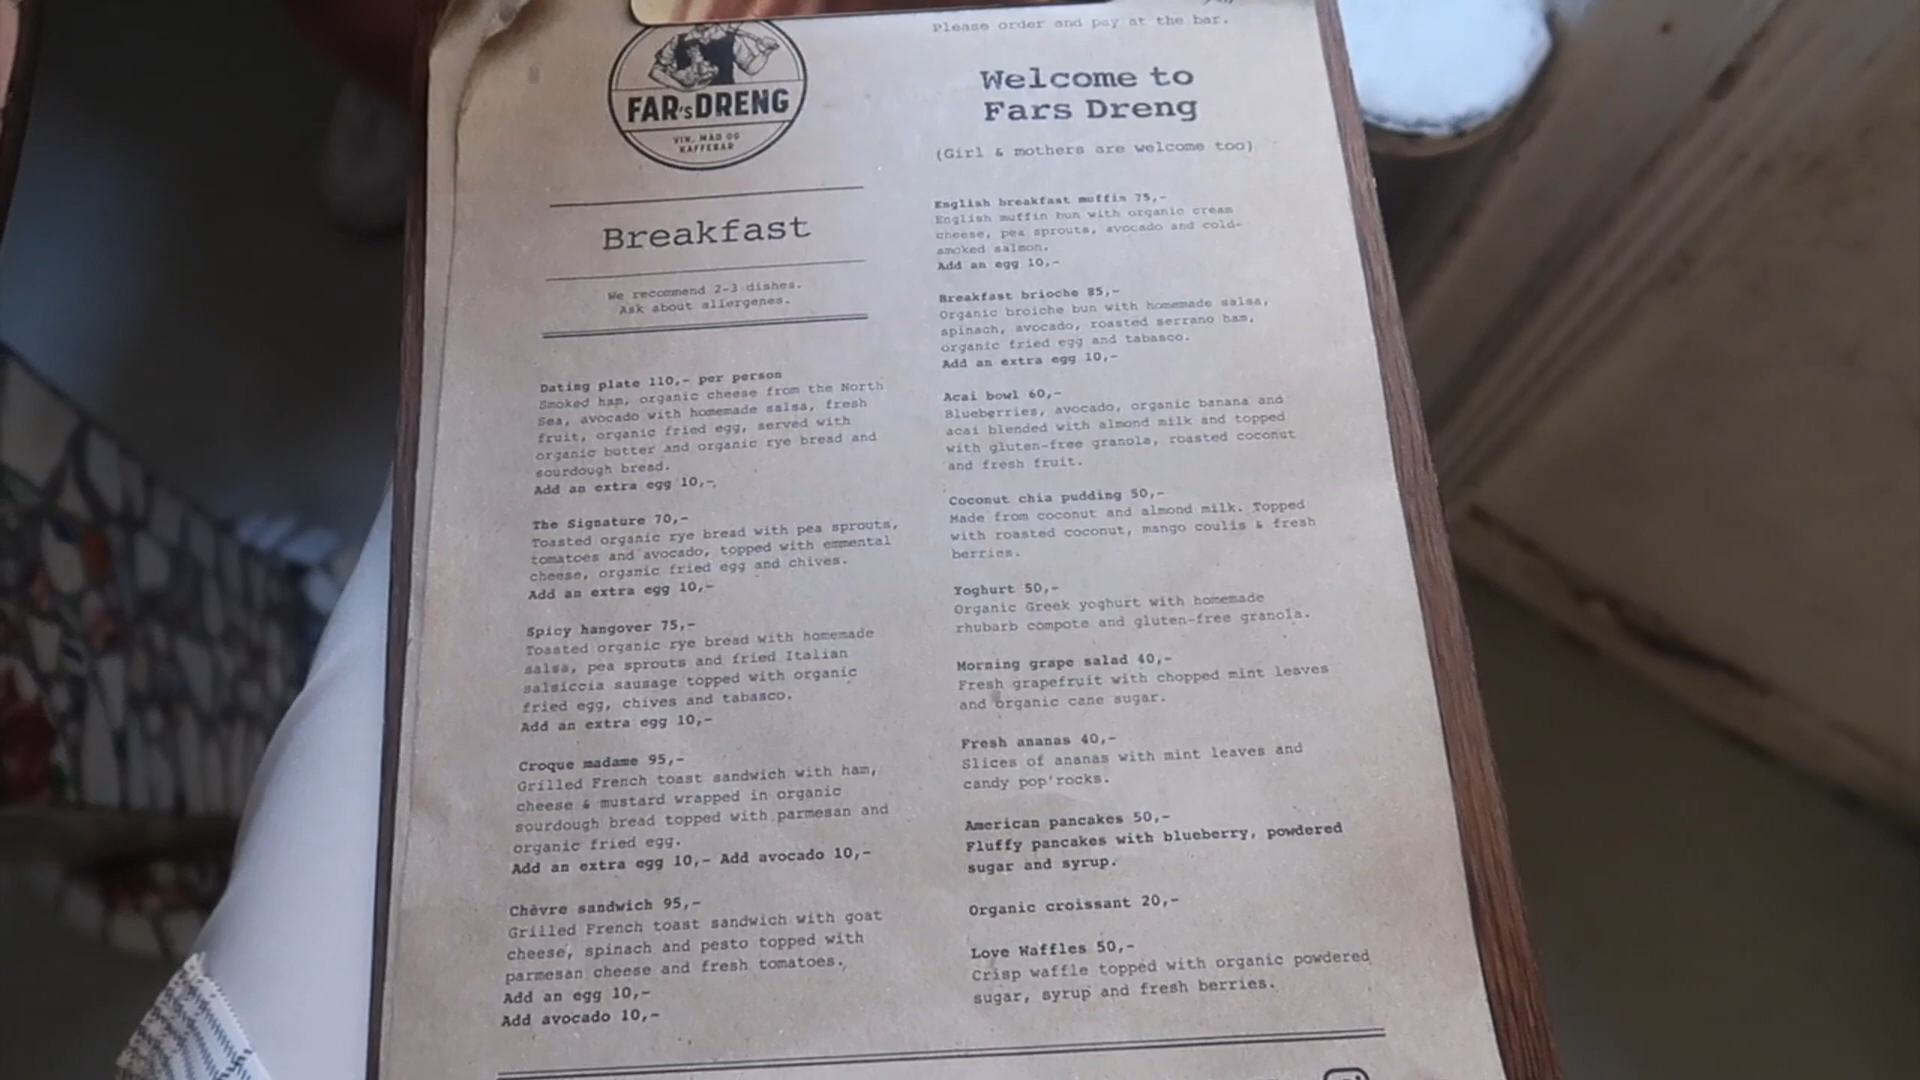 FAR'sDRENG
VIN, MAD OG
KAFFEBAR
Breakfast
We recommend 2-3 dishes.
Ask about allergenes.
Dating plate 110,- per person
Smoked ham, organic cheese from the North
Sea, avocado with homemade salsa, fresh
fruit, organic fried egg, served with
organic butter and organic rye bread and
sourdough bread.
Add an extra egg 10,-
The Signature 70,-
Toasted organic rye bread with pea sprouts,
tomatoes and avocado, topped with emmental
cheese, organic fried egg and chives.
Add an extra egg 10,-
Spicy hangover 75,-
Toasted organic rye bread with homemade
salsa, pea sprouts and fried Italian
salsiccia sausage topped with organic
fried egg, chives and tabasco.
Add an extra egg 10,-
Croque madame 95,-
Grilled French toast sandwich with ham,
cheese & mustard wrapped in organic
sourdough bread topped with parmesan and
organic fried egg.
Add an extra egg 10,- Add avocado 10,-
Chèvre sandwich 95,-
Grilled French toast sandwich with goat
cheese, spinach and pesto topped with
parmesan cheese and fresh tomatoes.
Add an egg 10,-
Add avocado 10,-
Please order and pay at the bar.
Welcome to
Fars Dreng
(Girl & mothers are welcome too)
English breakfast muffin 75,-
English muffin bun with organic cream
cheese, pea sprouts, avocado and cold-
smoked salmon.
Add an egg 10,-
Breakfast brioche 85,-
Organic broiche bun with homemade salsa,
spinach, avocado, roasted serrano ham,
organic fried egg and tabasco.
Add an extra egg 10,-
Acai bowl 60,-
Blueberries, avocado, organic banana and
acai blended with almond milk and topped
with gluten-free granola, roasted coconut
and fresh fruit.
Coconut chia pudding 50,-
Made from coconut and almond milk. Topped
with roasted coconut, mango coulis & fresh
berries.
Yoghurt 50,-
Organic Greek yoghurt with homemade
rhubarb compote and gluten-free granola.
Morning grape salad 40,-
Fresh grapefruit with chopped mint leaves
and organic cane sugar.
Fresh ananas 40,-
Slices of ananas with mint leaves and
candy pop'rocks.
American pancakes 50,-
Fluffy pancakes with blueberry, powdered
sugar and syrup.
Organic croissant 20,-
Love Waffles 50,-
Crisp waffle topped with organic powdered
sugar, syrup and fresh berries.